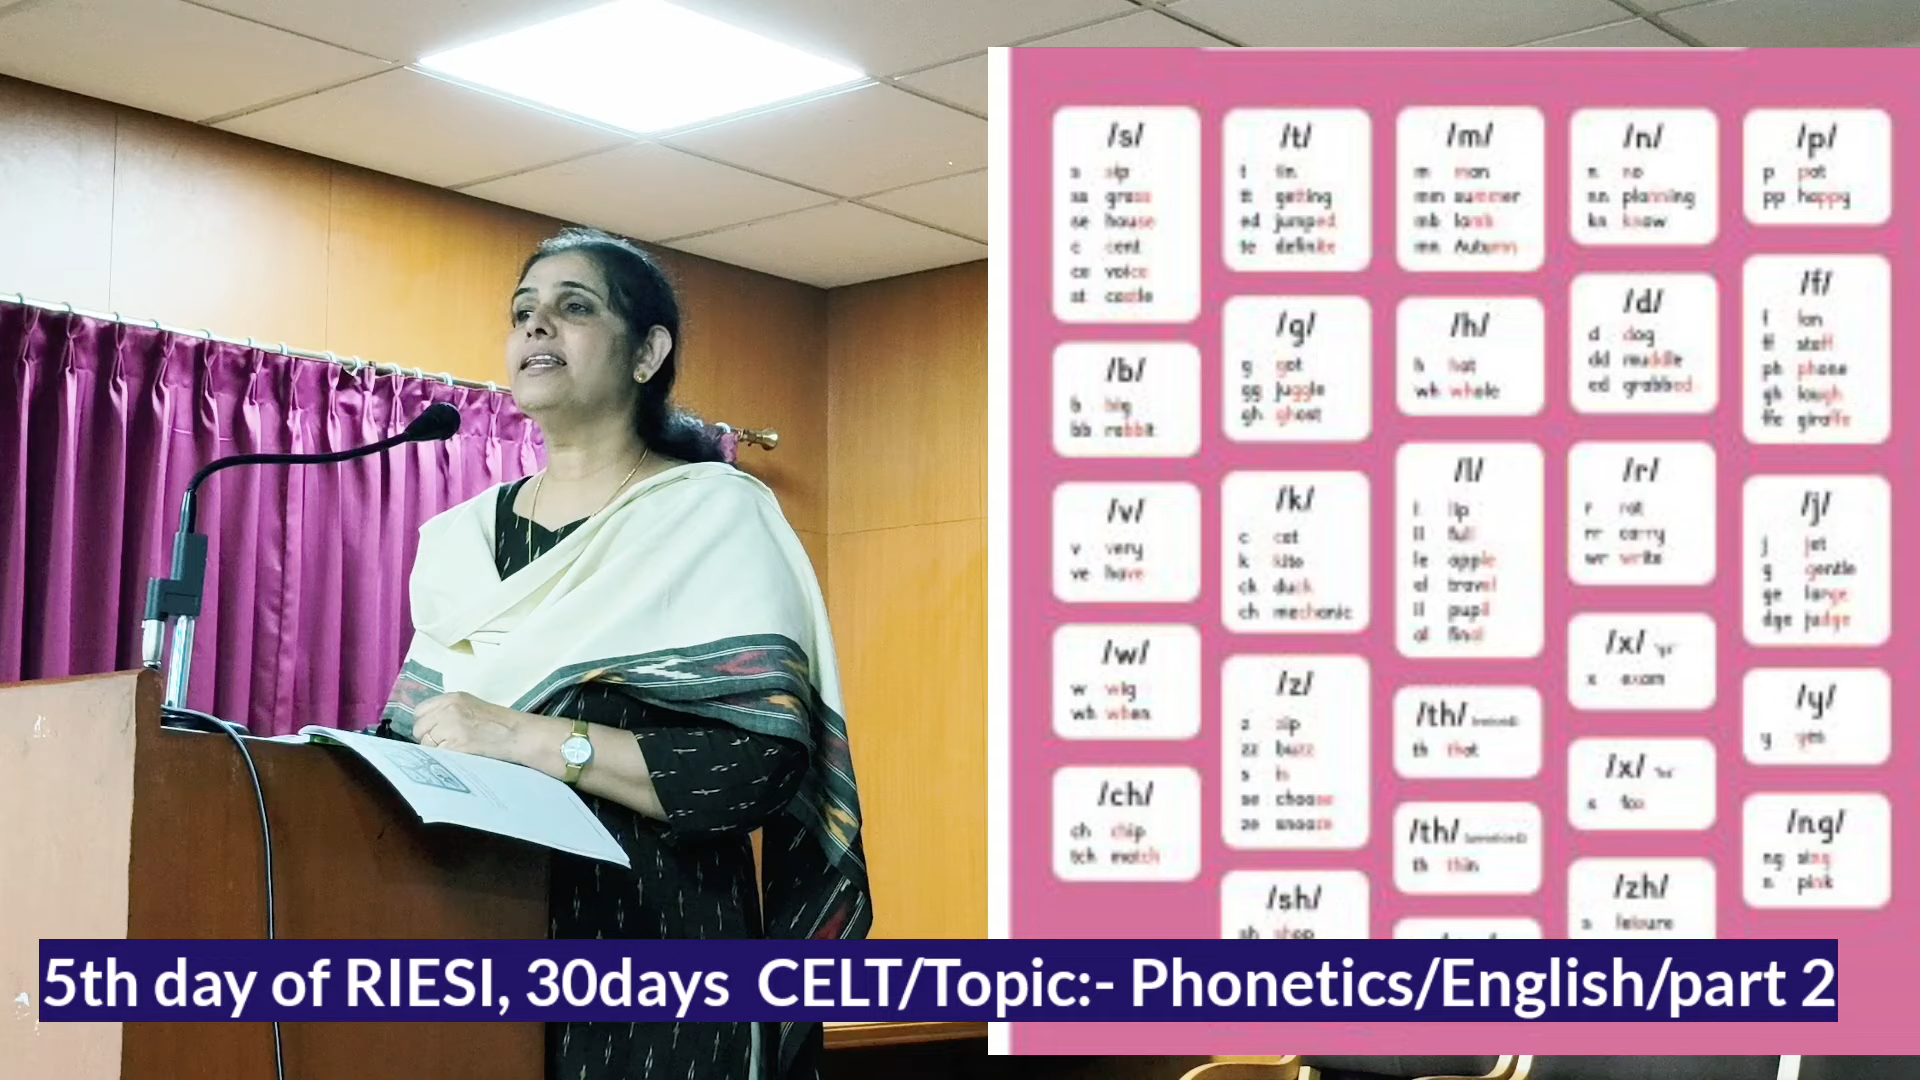 /s/
s sip
ss grass
se house
c cent
ce voice
st castle
/b/
b big
bb rabbit
/v/
v very
ve have
/w/
w wig
wh when
/ch/
ch chip
tch match
/t/
t tin
tt getting
ed jumped
te definite
/g/
g got
gg juggle
gh ghost
/k/
c cat
k kite
ck duck
ch mechanic
/z/
z zip
zz buzz
s is
se choose
ze snooze
/sh/
sh shop
/m/
m man
mm summer
mb lamb
mn Autumn
/h/
h hat
wh whole
/l/
l lip
ll full
le apple
el travel
il pupil
al final
/th/
th that
/th/
th thin
/n/
n no
nn planning
kn know
/d/
d dog
dd muddle
ed grabbed
/r/
r rat
rr carry
wr write
/x/
x exam
/x/
x fox
/zh/
s leisure
/p/
p pat
pp happy
/f/
f fan
ff staff
ph phone
gh laugh
ffe giraffe
/j/
j jet
g gentle
ge large
dge judge
/y/
y yes
/ng/
ng sing
n pink
5th day of RIESI, 30days CELT/Topic:- Phonetics/English/part 2